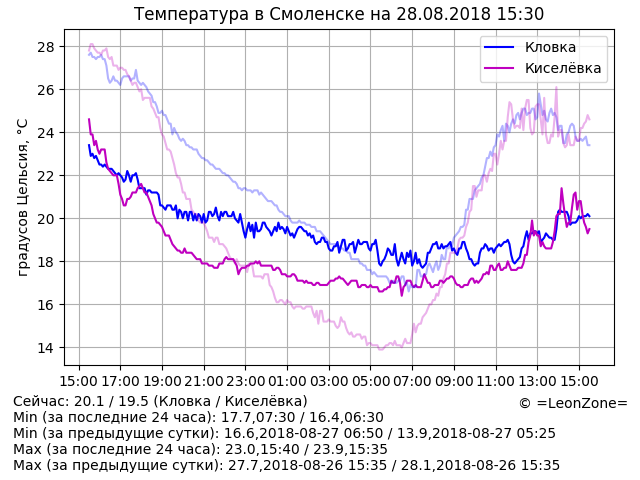 Температура в Смоленске на 28.08.2018 15:30
градусов Цельсия, °C
28
26
24
22
20
18
16
14
Кловка
Киселёвка
15:00 17:00 19:00 21:00 23:00 01:00 03:00 05:00 07:00 09:00 11:00 13:00 15:00
Сейчас: 20.1 / 19.5 (Кловка / Киселёвка)
© =LeonZone=
Min (за последние 24 часа): 17.7,07:30 / 16.4,06:30
Min (за предыдущие сутки): 16.6,2018-08-27 06:50 / 13.9,2018-08-27 05:25
Max (за последние 24 часа): 23.0,15:40 / 23.9,15:35
Max (за предыдущие сутки): 27.7,2018-08-26 15:35 / 28.1,2018-08-26 15:35